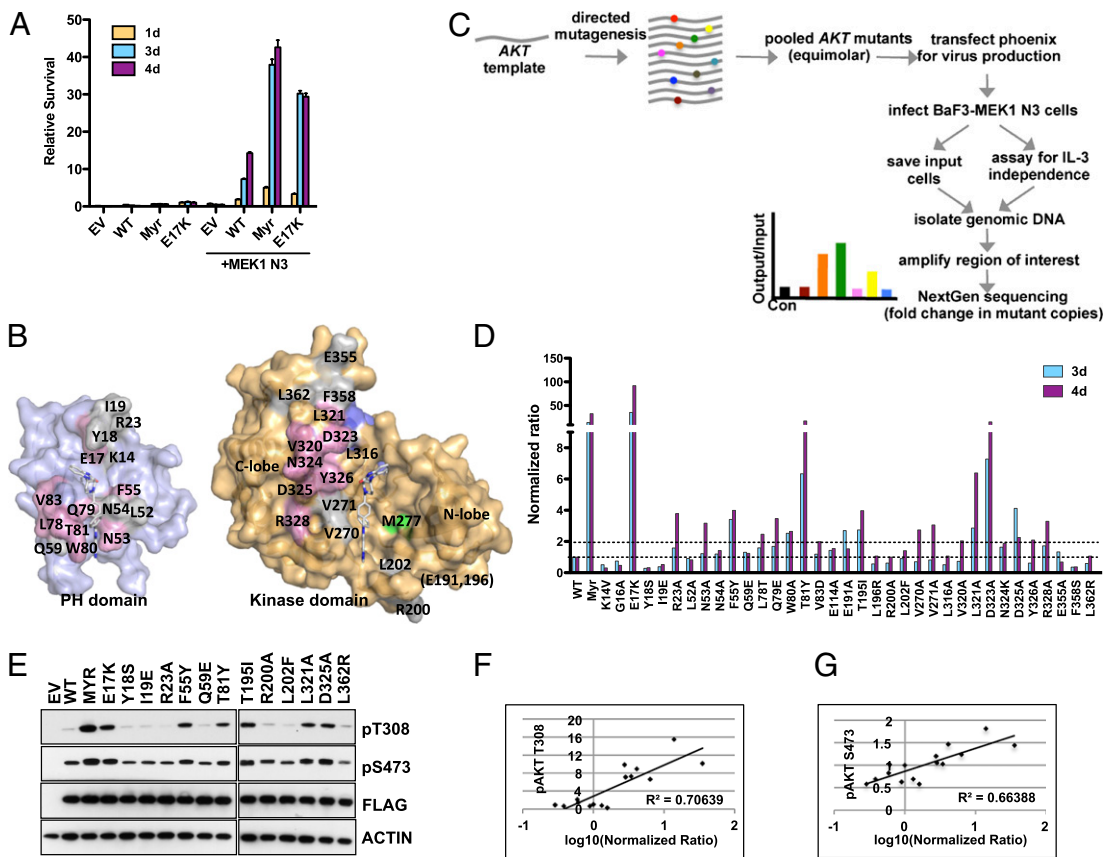 A
Relative Survival
50
40
30
20
10
0
1d
3d
4d
EV
WT
Myr
E17K
EV
WT
Myr
E17K
+MEK1 N3
C
AKT
template
directed
mutagenesis
pooled AKT mutants
(equimolar)
transfect phoenix
for virus production
infect BaF3-MEK1 N3 cells
save input
cells
assay for IL-3
independence
isolate genomic DNA
amplify region of interest
NextGen sequencing
(fold change in mutant copies)
Output/Input
Con
B
I19
R23
Y18
E17
K14
V83
Q79
F55
L78
T81
N54
L52
Q59
W80
N53
PH domain
E355
L362
F358
L321
V320
D323
C-lobe
N324
L316
Y326
D325
V271
N-lobe
R328
M277
V270
L202
(E191,196)
Kinase domain
R200
D
Normalized ratio
150
100
50
10
8
6
4
2
0
3d
4d
WT
Myr
K14V
G16A
E17K
Y18S
I19E
R23A
L52A
N53A
N54A
F55Y
Q59E
L78T
Q79E
W80A
T81Y
V83D
E114A
E191A
T195I
L196R
R200A
L202F
V270A
V271A
L316A
V320A
L321A
D323A
N324K
D325A
Y326A
R328A
E355A
F358S
L362R
E
EV
WT
MYR
E17K
Y18S
I19E
R23A
F55Y
Q59E
T81Y
T195I
R200A
L202F
L321A
D325A
L362R
pT308
pS473
FLAG
ACTIN
F
pAKT T308
20
16
12
8
4
0
R² = 0.70639
-1 0 1 2
log10(Normalized Ratio)
G
pAKT S473
2
1.5
1
0.5
0
R² = 0.66388
-1 0 1 2
log10(Normalized Ratio)